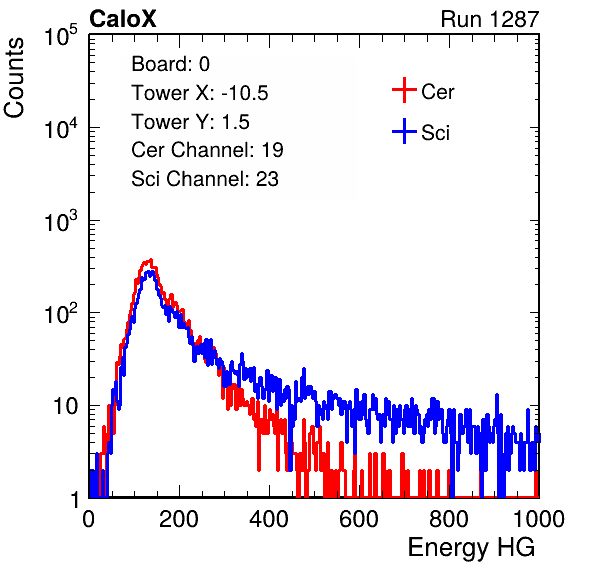 CaloX Run 1287
Counts
10^5
10^4
10^3
10^2
10
1
Board: 0
Tower X: -10.5
Tower Y: 1.5
Cer Channel: 19
Sci Channel: 23
Cer
Sci
0 200 400 600 800 1000
Energy HG